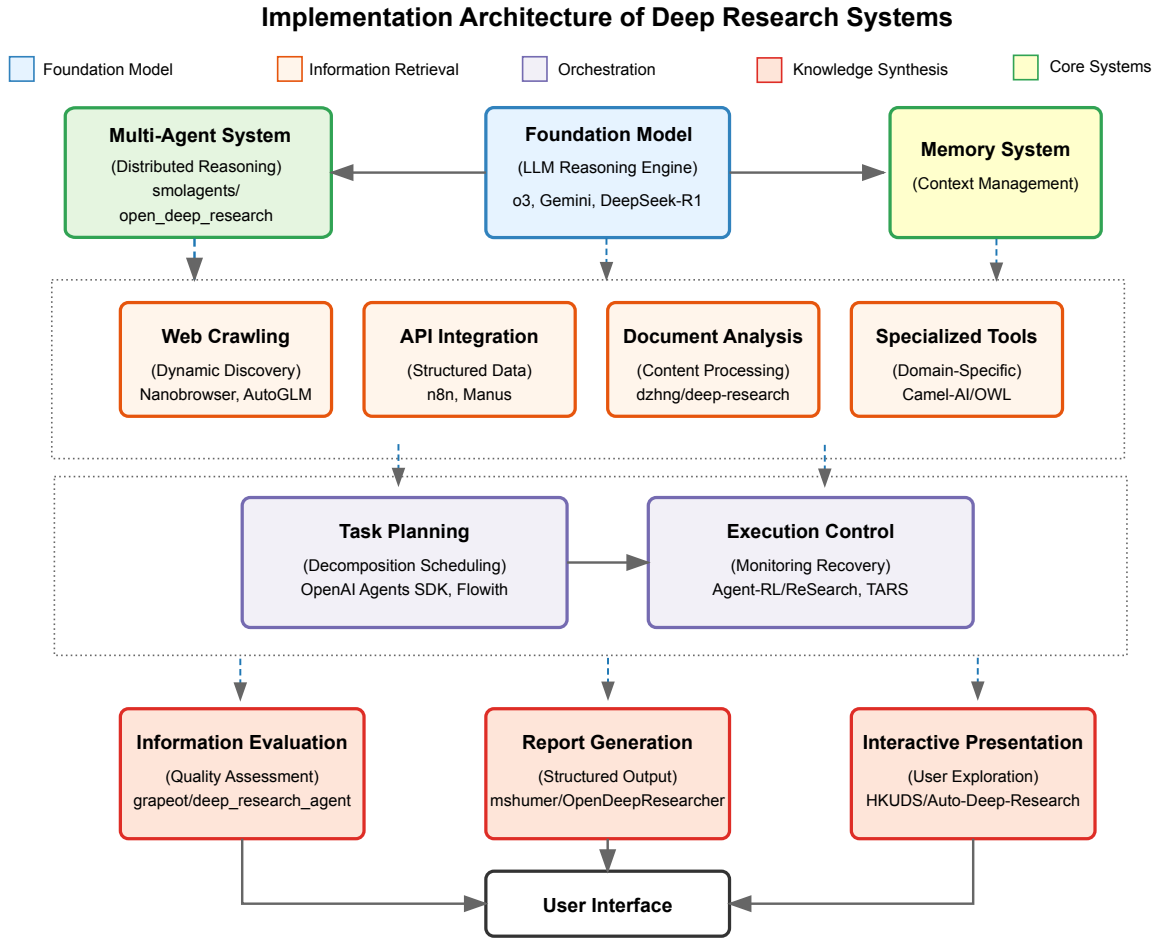 Implementation Architecture of Deep Research Systems
Foundation Model
Information Retrieval
Orchestration
Knowledge Synthesis
Core Systems
Multi-Agent System
(Distributed Reasoning)
smolagents/
open_deep_research
Foundation Model
(LLM Reasoning Engine)
o3, Gemini, DeepSeek-R1
Memory System
(Context Management)
Web Crawling
(Dynamic Discovery)
Nanobrowser, AutoGLM
API Integration
(Structured Data)
n8n, Manus
Document Analysis
(Content Processing)
dzhng/deep-research
Specialized Tools
(Domain-Specific)
Camel-AI/OWL
Task Planning
(Decomposition Scheduling)
OpenAI Agents SDK, Flowith
Execution Control
(Monitoring Recovery)
Agent-RL/ReSearch, TARS
Information Evaluation
(Quality Assessment)
grapeot/deep_research_agent
Report Generation
(Structured Output)
mshumer/OpenDeepResearcher
Interactive Presentation
(User Exploration)
HKUDS/Auto-Deep-Research
User Interface